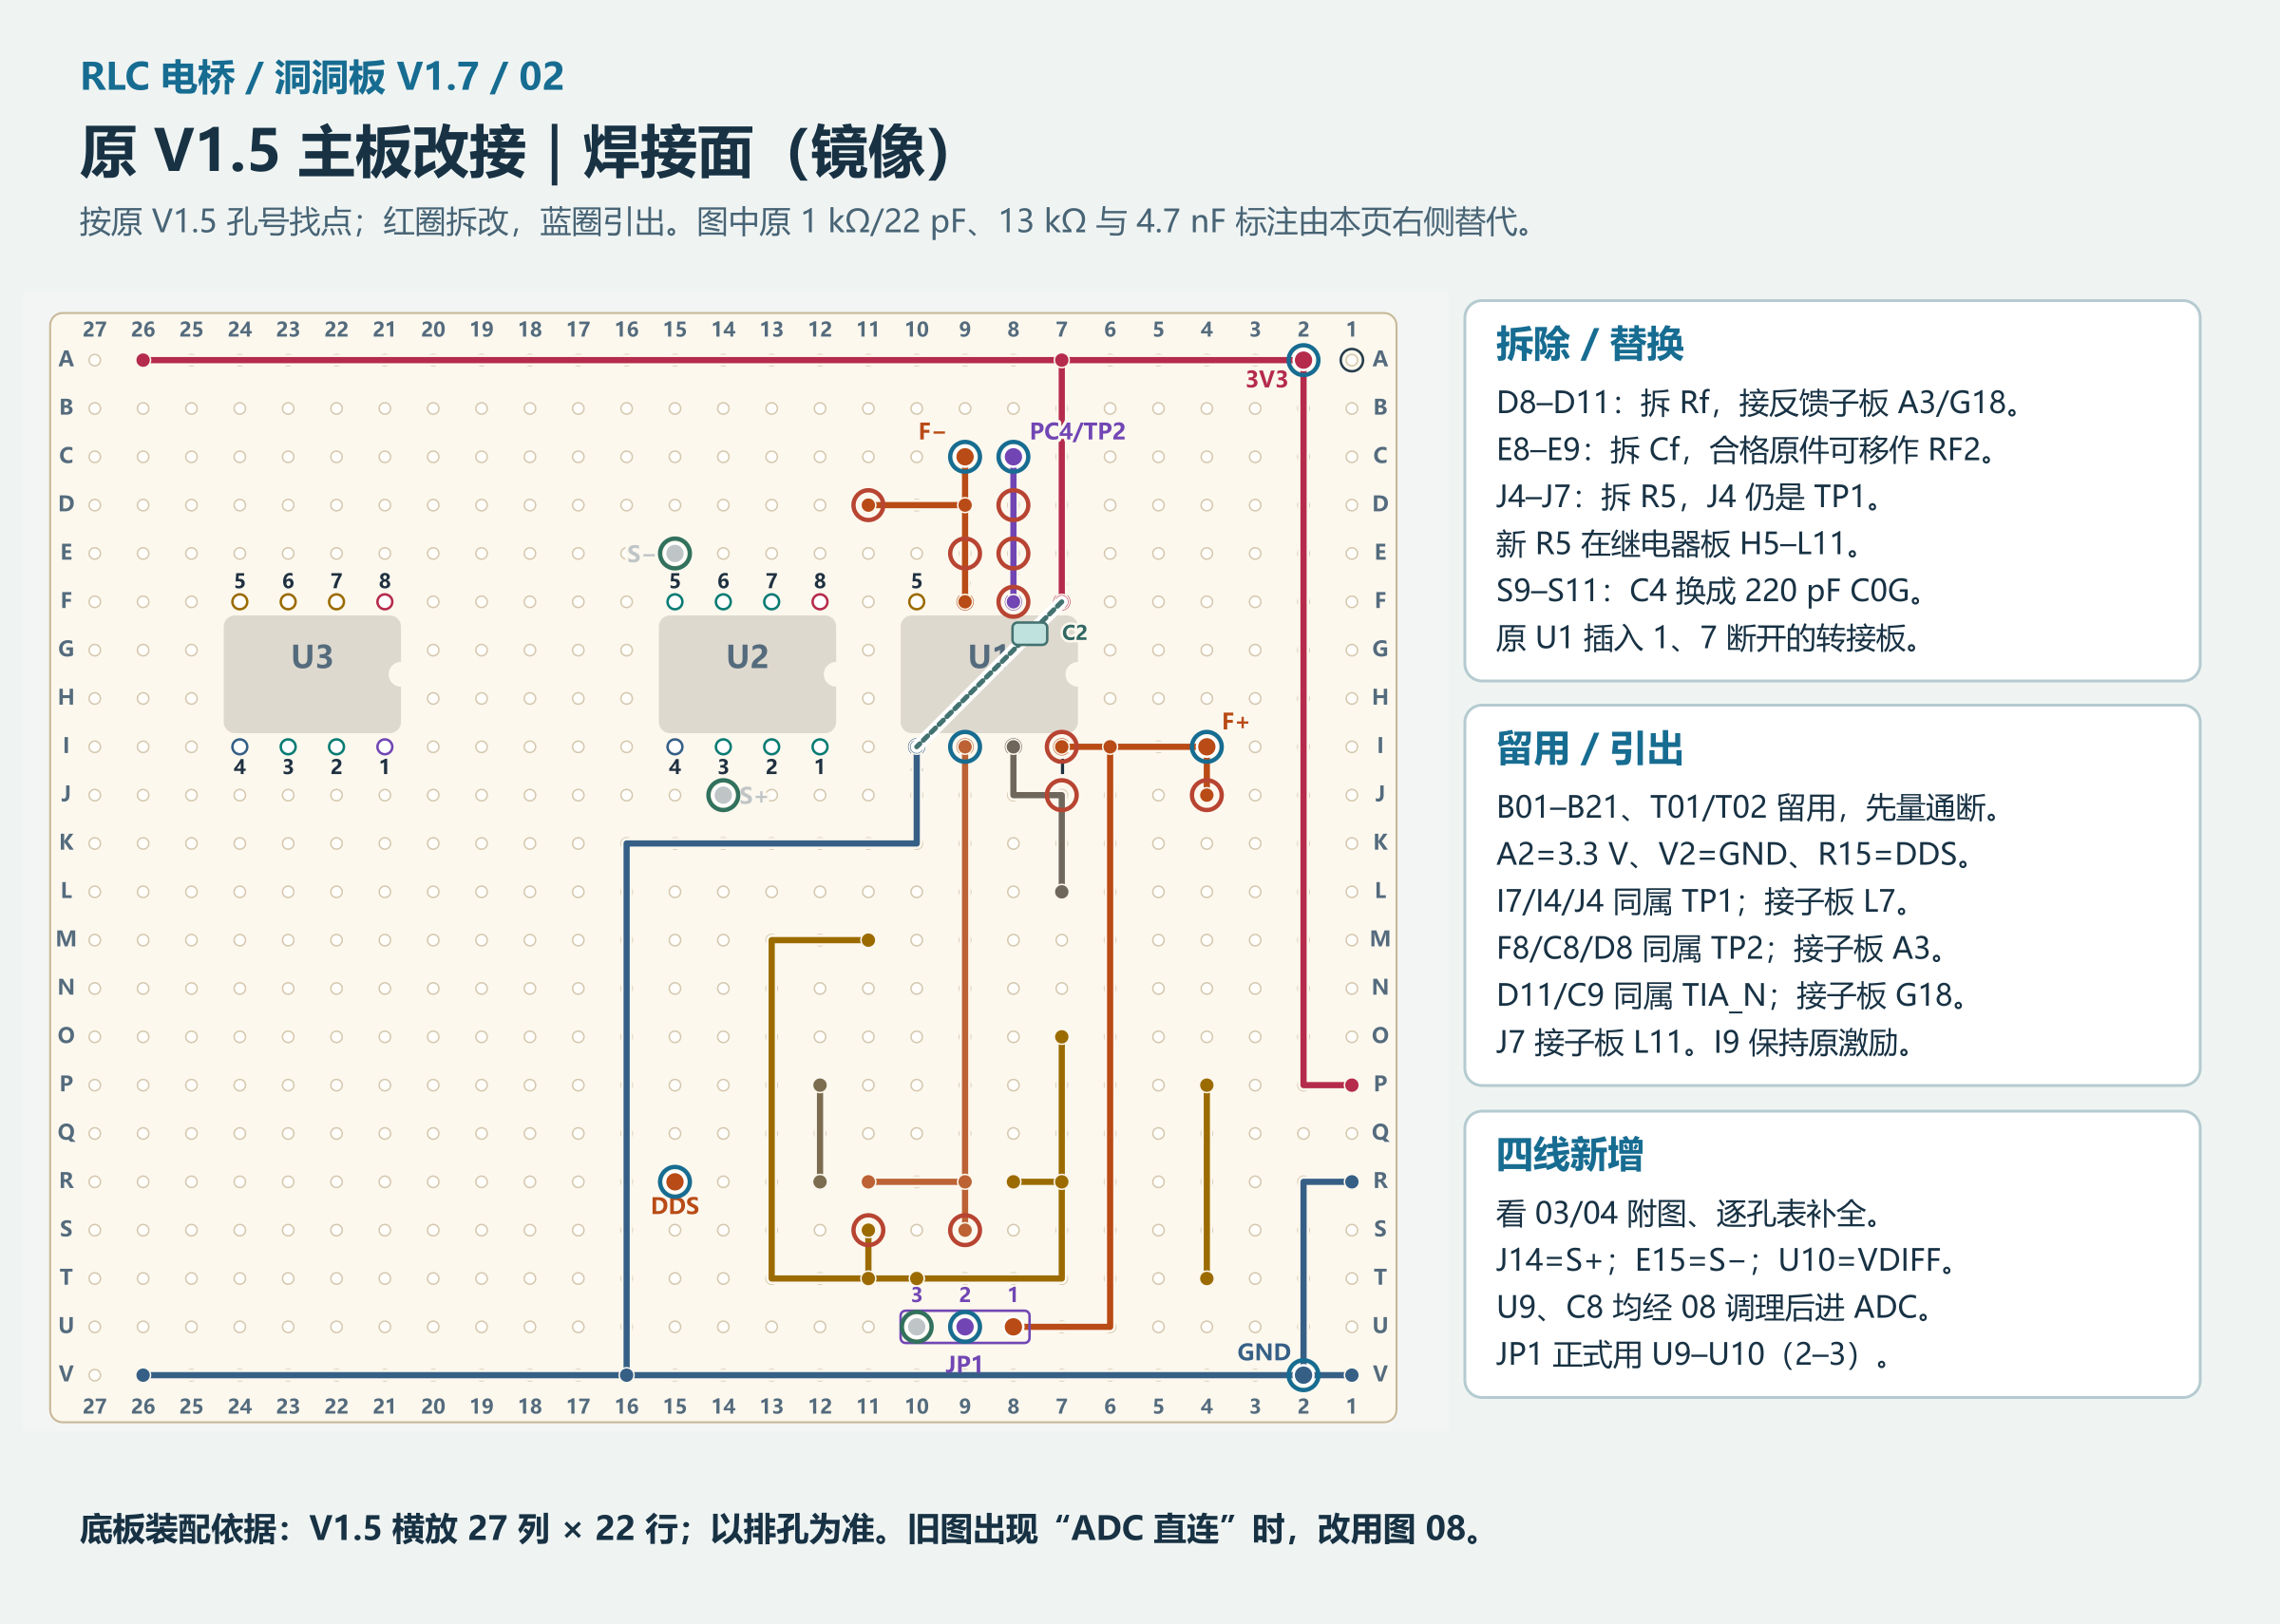 RLC 电桥 / 洞洞板 V1.7 / 02
原 V1.5 主板改接｜焊接面（镜像）
按原 V1.5 孔号找点；红圈拆改，蓝圈引出。图中原 1 kΩ/22 pF、13 kΩ 与 4.7 nF 标注由本页右侧替代。
27 26 25 24 23 22 21 20 19 18 17 16 15 14 13 12 11 10 9 8 7 6 5 4 3 2 1
A A
3V3
B B
F− PC4/TP2
C C
D D
E S− E
5 6 7 8 5 6 7 8 5
F F
C2
G U3 U2 U1 G
H H
F+
I I
4 3 2 1 4 3 2 1 1
J S+ J
K K
L L
M M
N N
O O
P P
Q Q
R R
DDS
S S
T T
3 2 1
U U
GND
JP1
V V
27 26 25 24 23 22 21 20 19 18 17 16 15 14 13 12 11 10 9 8 7 6 5 4 3 2 1
拆除 / 替换
D8–D11：拆 Rf，接反馈子板 A3/G18。
E8–E9：拆 Cf，合格原件可移作 RF2。
J4–J7：拆 R5，J4 仍是 TP1。
新 R5 在继电器板 H5–L11。
S9–S11：C4 换成 220 pF C0G。
原 U1 插入 1、7 断开的转接板。
留用 / 引出
B01–B21、T01/T02 留用，先量通断。
A2=3.3 V、V2=GND、R15=DDS。
I7/I4/J4 同属 TP1；接子板 L7。
F8/C8/D8 同属 TP2；接子板 A3。
D11/C9 同属 TIA_N；接子板 G18。
J7 接子板 L11。I9 保持原激励。
四线新增
看 03/04 附图、逐孔表补全。
J14=S+；E15=S−；U10=VDIFF。
U9、C8 均经 08 调理后进 ADC。
JP1 正式用 U9–U10（2–3）。
底板装配依据：V1.5 横放 27 列 × 22 行；以排孔为准。旧图出现“ADC 直连”时，改用图 08。